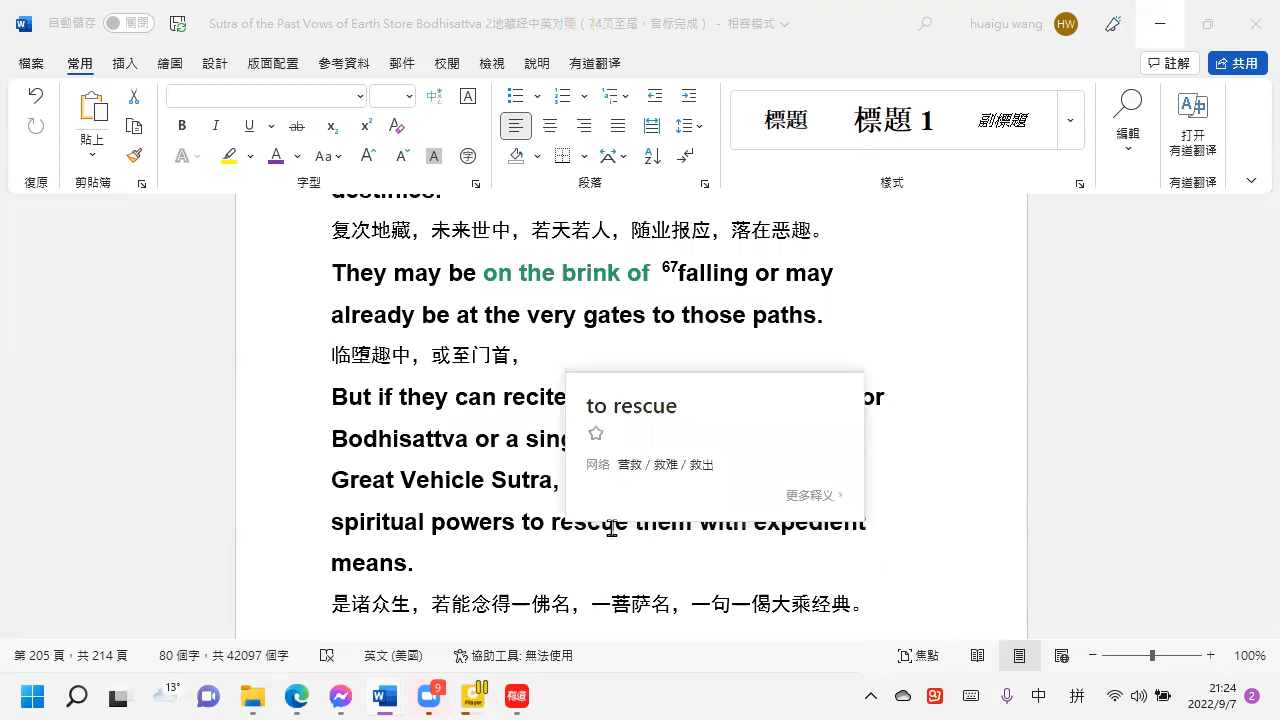 自動儲存 關閉 Sutra of the Past Vows of Earth Store Bodhisattva 2地藏經中英对照（74页至尾，音标完成） - 相容模式 huaigu wang HW
檔案 常用 插入 繪圖 設計 版面配置 參考資料 郵件 校閱 檢視 說明 有道翻译 註解 共用
標題 標題 1 副標題
貼上 編輯 打开
有道翻译
復原 剪貼簿 字型 段落 樣式 有道翻译
复次地藏，未来世中，若天若人，随业报应，落在恶趣。
They may be on the brink of 67falling or may
already be at the very gates to those paths.
临堕趣中，或至门首，
But if they can recite or
Bodhisattva or a sing
Great Vehicle Sutra,
spiritual powers to rescue them with expedient
means.
是诸众生，若能念得一佛名，一菩萨名，一句一偈大乘经典。
to rescue
网络 营救 / 救难 / 救出
更多释义
第 205 頁，共 214 頁 80 個字，共 42097 個字 英文 (美國) 協助工具: 無法使用 焦點 100%
13° 9 Player 有道 中 拼
2022/9/7 2